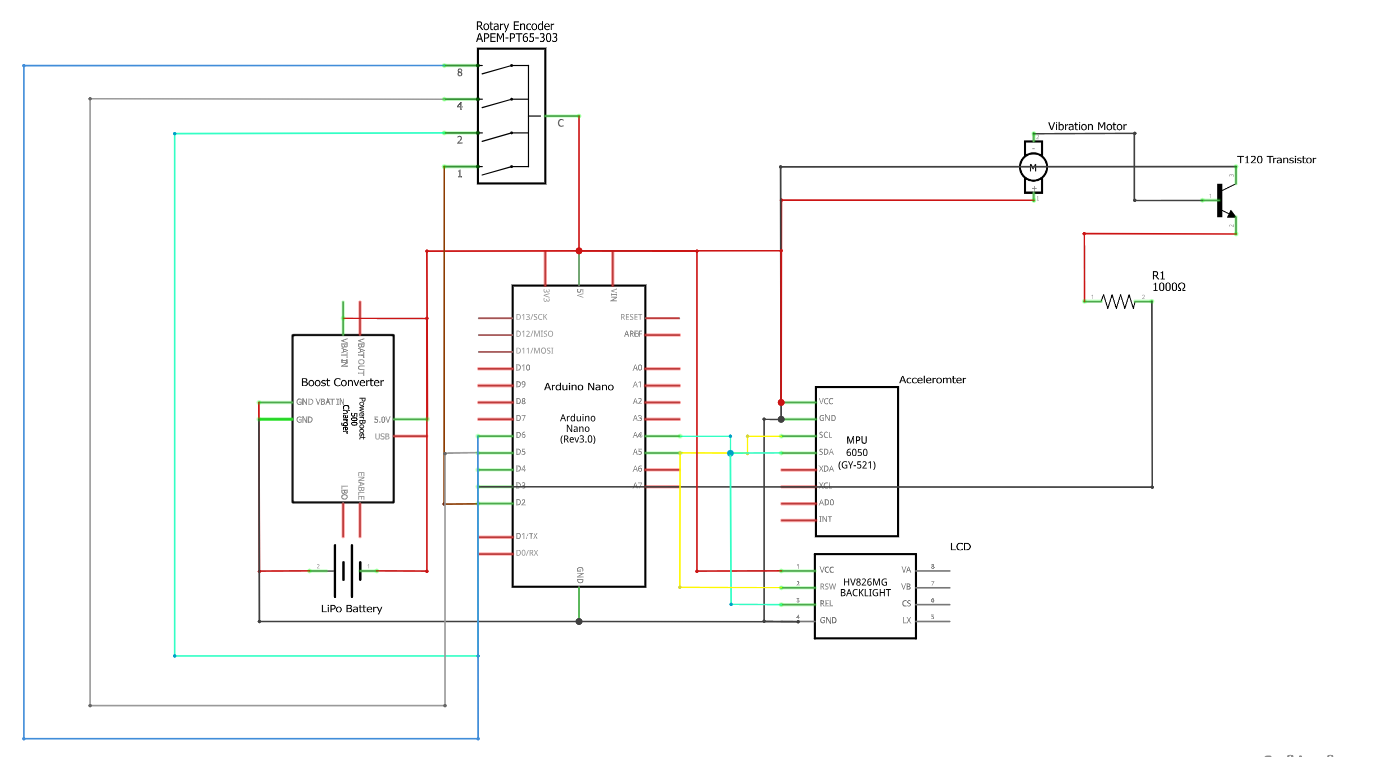 Rotary Encoder
APEM-PT65-303
8
4
C
2
1
Vibration Motor
-
M
+
1
T120 Transistor
3
1
2
R1
1000Ω
1
2
3V3
5V
VIN
D13/SCK
D12/MISO
D11/MOSI
D10
D9
D8
D7
D6
D5
D4
D3
D2
D1/TX
D0/RX
RESET
AREF
A0
A1
A2
A3
A4
A5
A6
A7
GND
Arduino Nano
Arduino
Nano
(Rev3.0)
VBAT IN
VBAT OUT
Boost Converter
GND VBAT IN
GND
PowerBoost
500
Charger
5.0V
USB
LBO
ENABLE
2
1
LiPo Battery
Acceleromter
VCC
GND
SCL
SDA
XDA
XCL
AD0
INT
MPU
6050
(GY-521)
LCD
1
VCC
RSW
REL
4
GND
HV826MG
BACKLIGHT
VA
8
VB
7
CS
6
LX
5